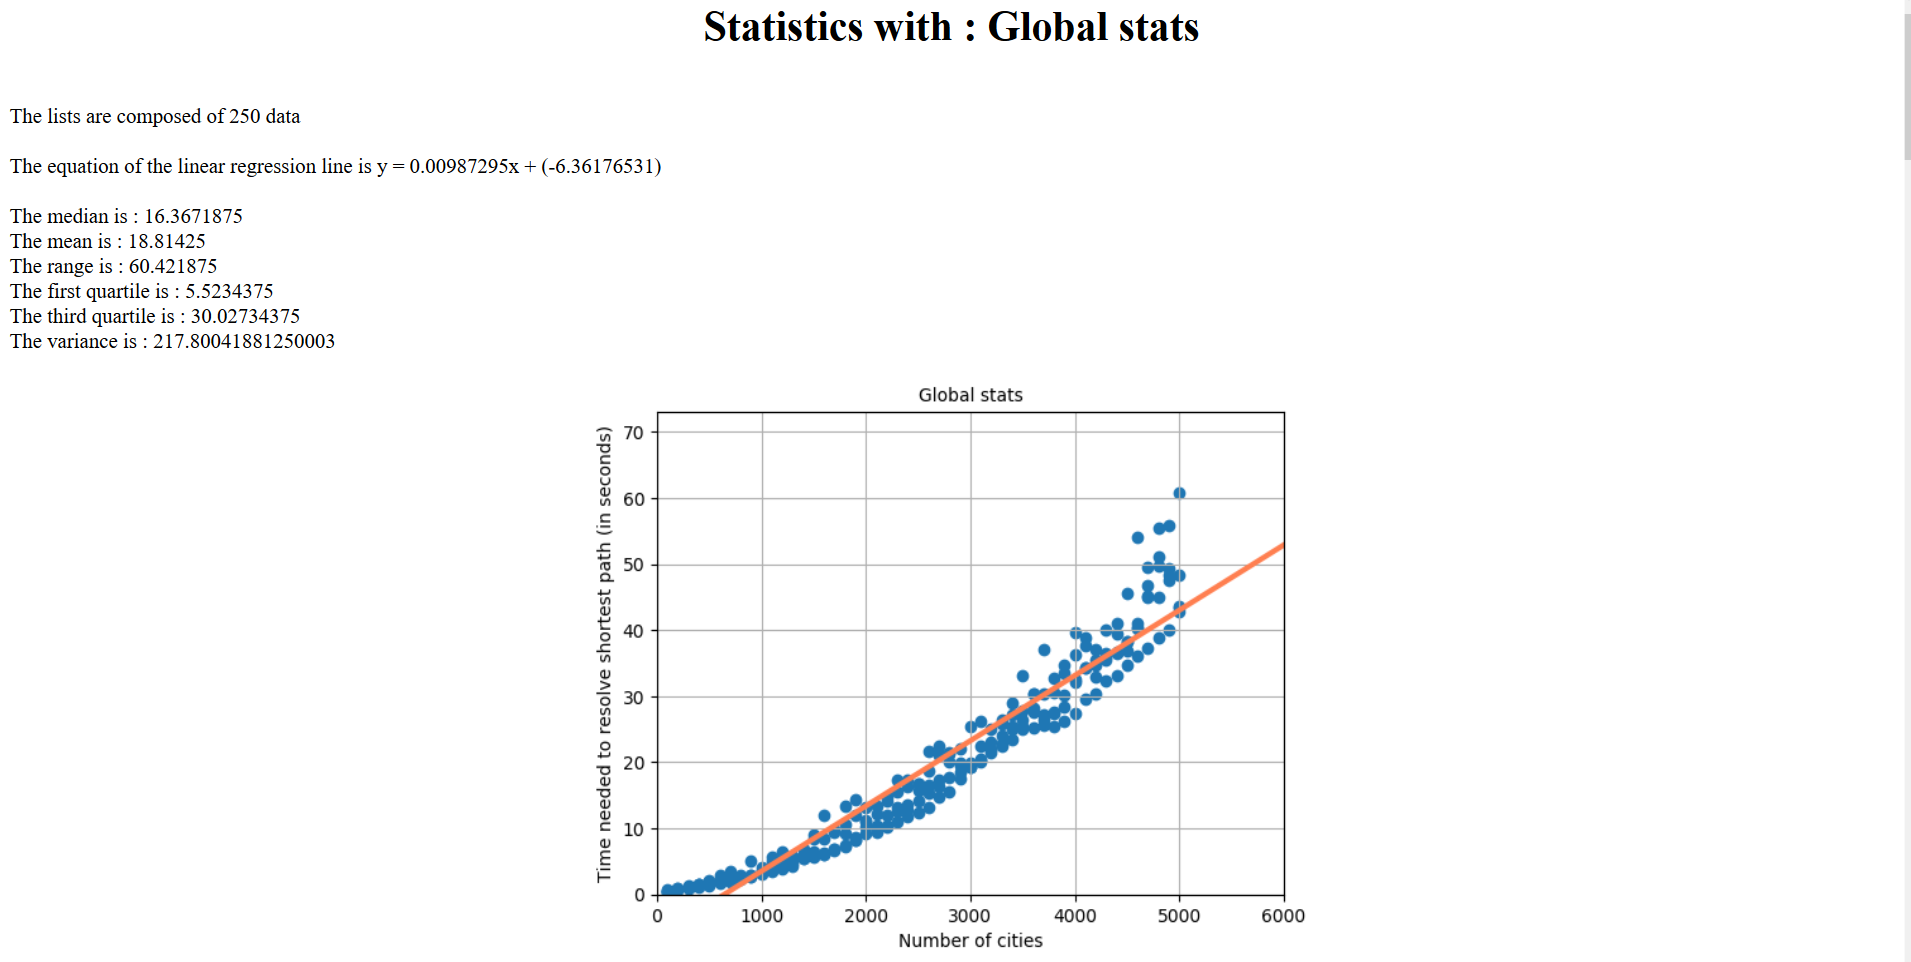 Statistics with : Global stats
The lists are composed of 250 data
The equation of the linear regression line is y = 0.00987295x + (-6.36176531)
The median is : 16.3671875
The mean is : 18.81425
The range is : 60.421875
The first quartile is : 5.5234375
The third quartile is : 30.02734375
The variance is : 217.80041881250003
Global stats
Time needed to resolve shortest path (in seconds)
70
60
50
40
30
20
10
0
0 1000 2000 3000 4000 5000 6000
Number of cities